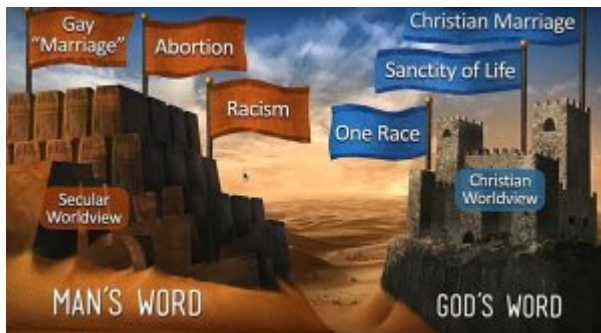 Gay
"Marriage"
Abortion
Racism
Secular
Worldview
MAN'S WORD
Christian Marriage
Sanctity of Life
One Race
Christian
Worldview
GOD'S WORD